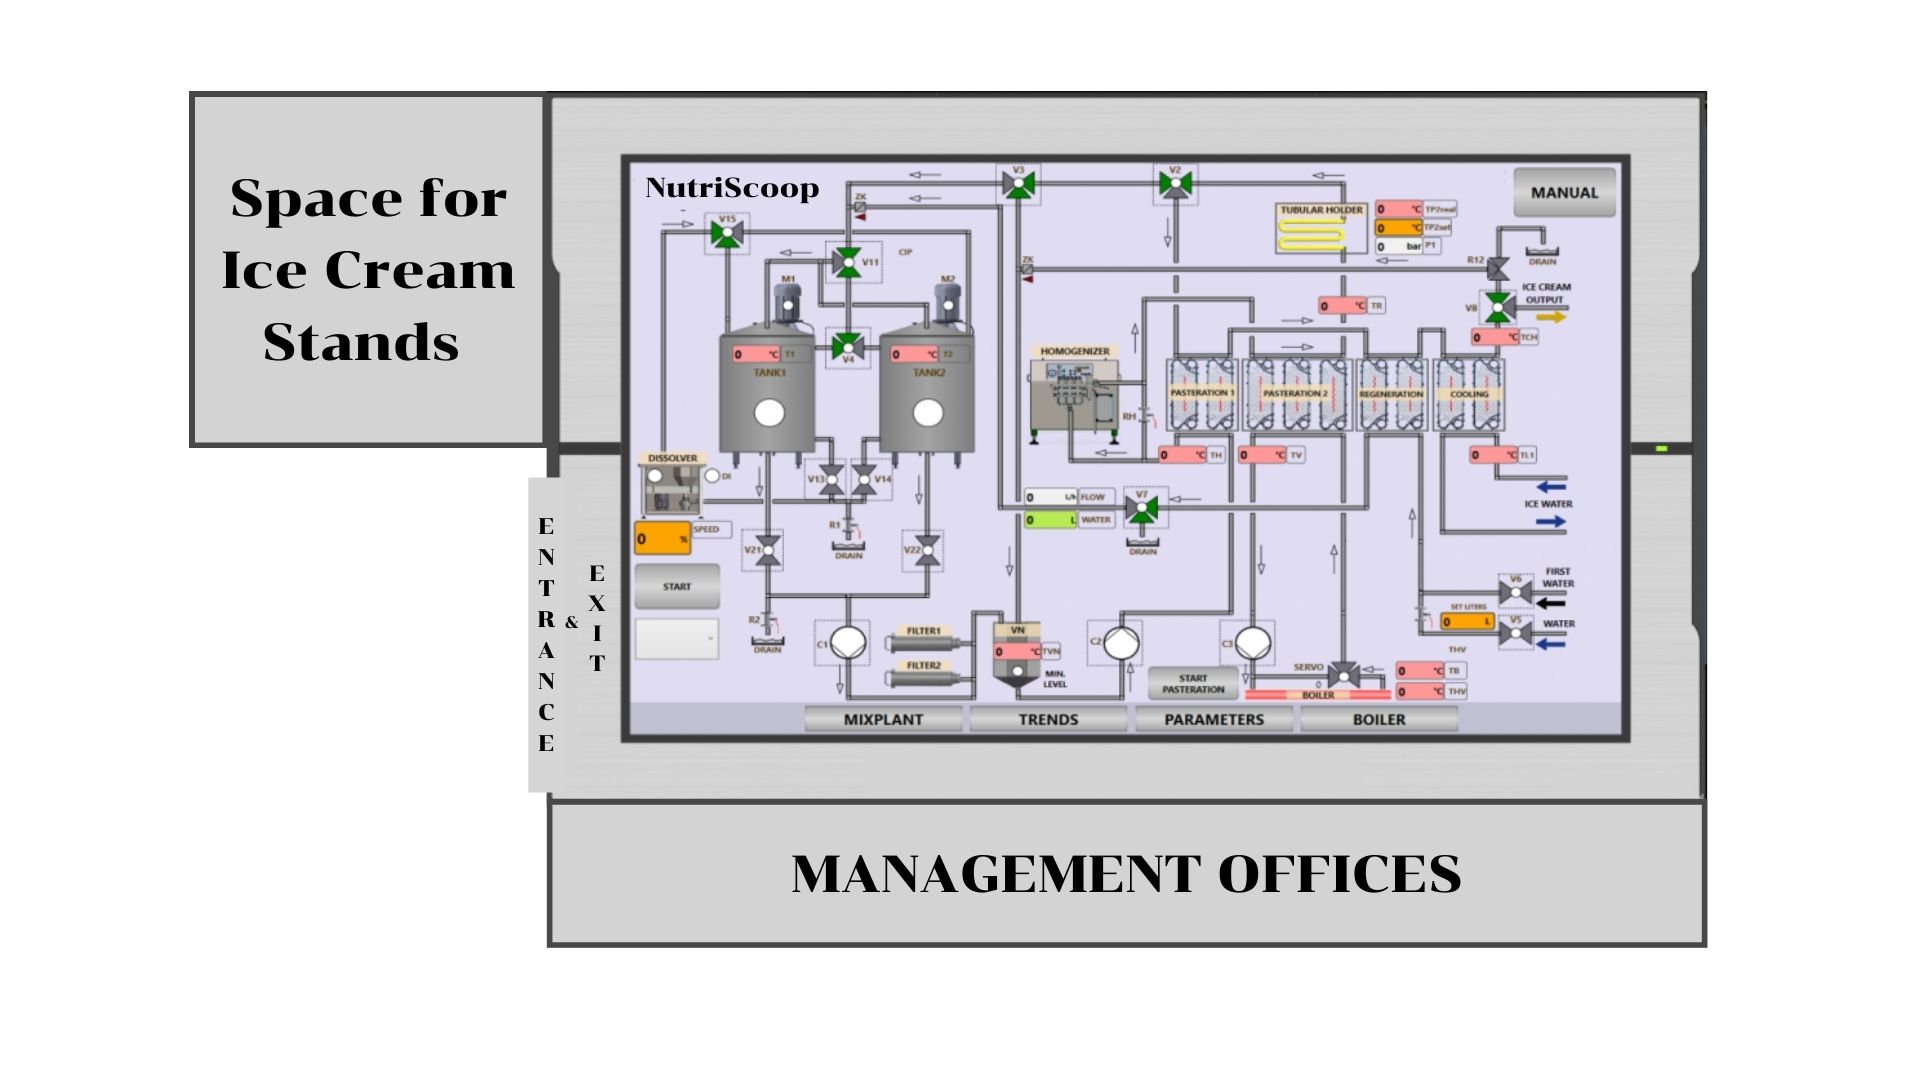 Space for
Ice Cream
Stands
NutriScoop
MANUAL
V3
V2
ZK
V15
TUBULAR HOLDER
0 °C TP2real
0 °C TP2set
0 bar P1
CIP
V11
ZK
R12
DRAIN
M1
M2
ICE CREAM
OUTPUT
V8
0 °C TR
0 °C TCH
0 °C T1
V4
0 °C T2
TANK1
TANK2
HOMOGENIZER
PASTERATION 1
PASTERATION 2
REGENERATION
COOLING
RH
0 °C TH
0 °C TV
0 °C TL1
DISSOLVER
DI
V13
V14
0 L/h FLOW
0 L WATER
V7
DRAIN
ICE WATER
0 %
SPEED
R1
DRAIN
V21
V22
START
ENTRANCE
&
EXIT
FIRST
WATER
V6
SET LITERS
0 L
V5
WATER
R2
DRAIN
C1
FILTER1
FILTER2
VN
0 °C TVN
MIN.
LEVEL
C2
C3
THV
START
PASTERATION
SERVO
0
BOILER
0 °C TB
0 °C THV
MIXPLANT
TRENDS
PARAMETERS
BOILER
MANAGEMENT OFFICES